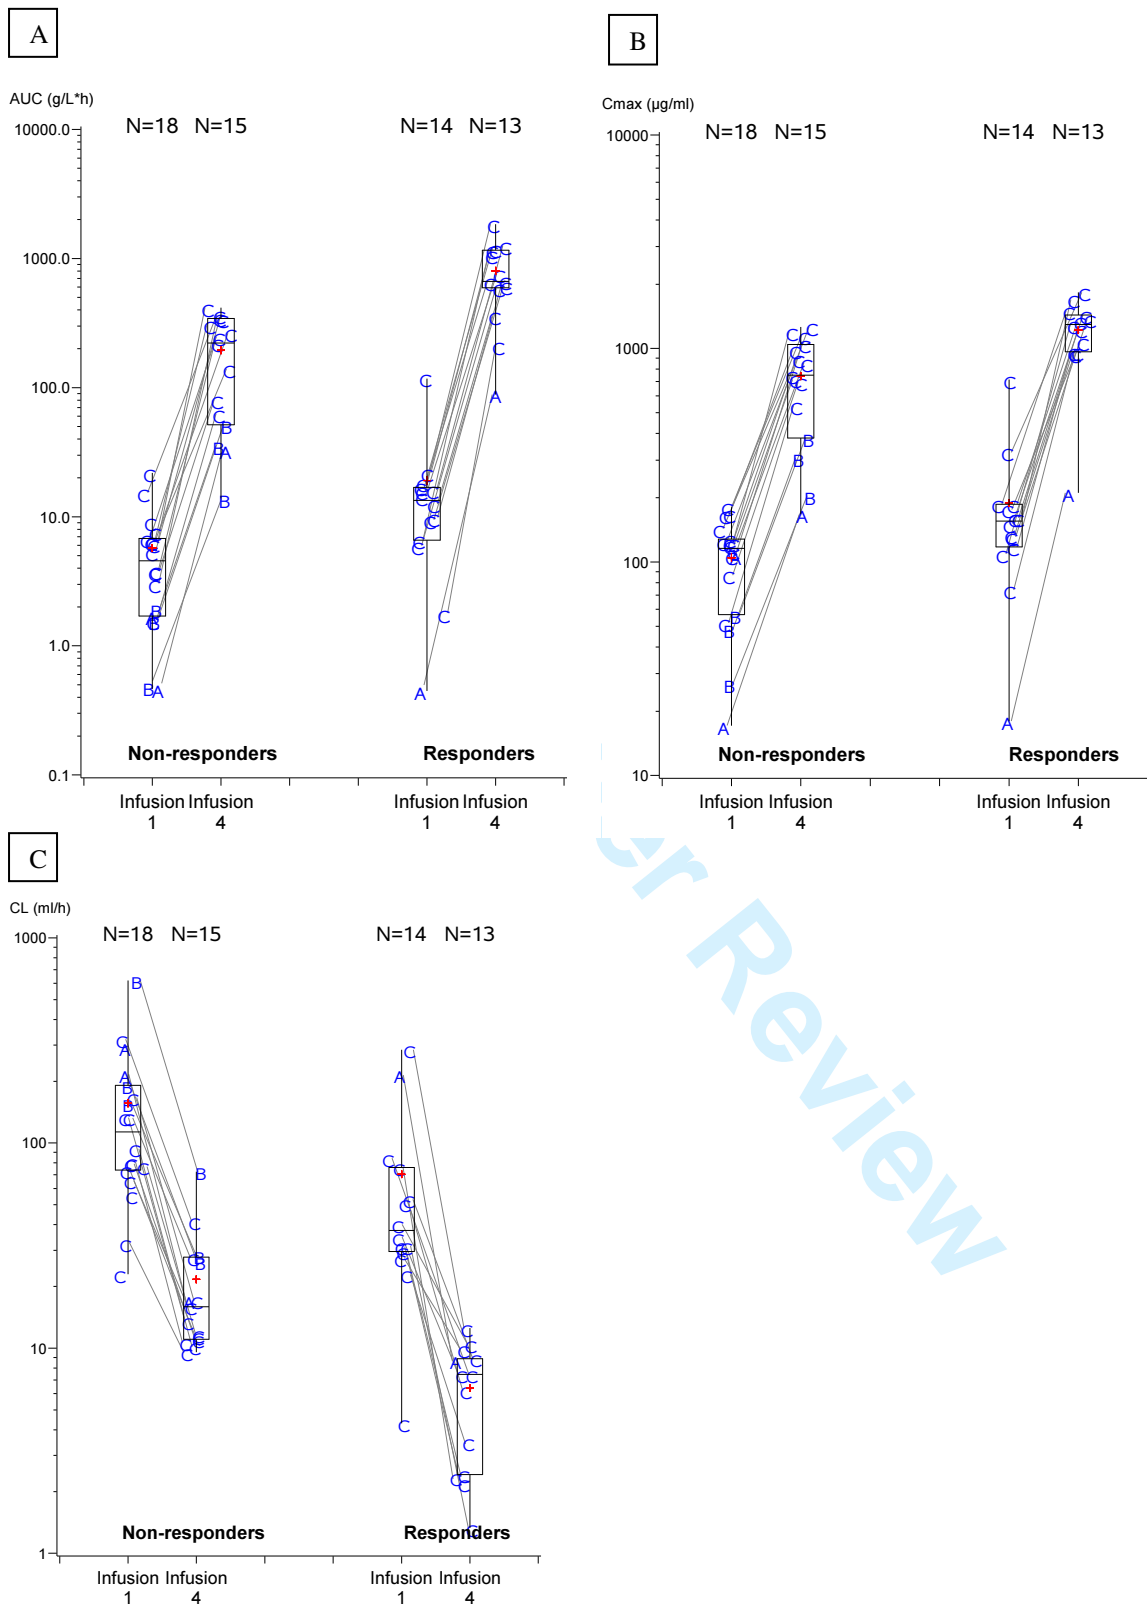 A
AUC (g/L*h)
N=18 N=15 N=14 N=13
10000.0
1000.0
100.0
10.0
1.0
0.1
Non-responders Responders
Infusion Infusion Infusion Infusion
1 4 1 4
B
Cmax (µg/ml)
N=18 N=15 N=14 N=13
10000
1000
100
10
Non-responders Responders
Infusion Infusion Infusion Infusion
1 4 1 4
C
CL (ml/h)
N=18 N=15 N=14 N=13
1000
100
10
1
Non-responders Responders
Infusion Infusion Infusion Infusion
1 4 1 4
er Review